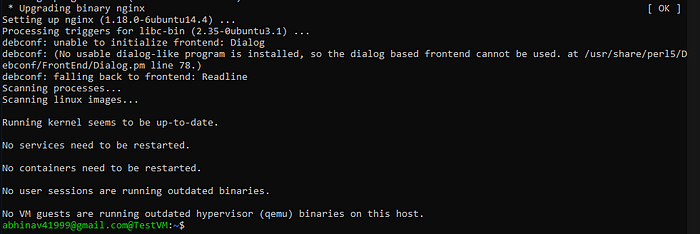 * Upgrading binary nginx [ OK ]
Setting up nginx (1.18.0-6ubuntu14.4) ...
Processing triggers for libc-bin (2.35-0ubuntu3.1) ...
debconf: unable to initialize frontend: Dialog
debconf: (No usable dialog-like program is installed, so the dialog based frontend cannot be used. at /usr/share/perl5/D
ebconf/FrontEnd/Dialog.pm line 78.)
debconf: falling back to frontend: Readline
Scanning processes...
Scanning linux images...
Running kernel seems to be up-to-date.
No services need to be restarted.
No containers need to be restarted.
No user sessions are running outdated binaries.
No VM guests are running outdated hypervisor (qemu) binaries on this host.
abhinav41999@gmail.com@TestVM:~$